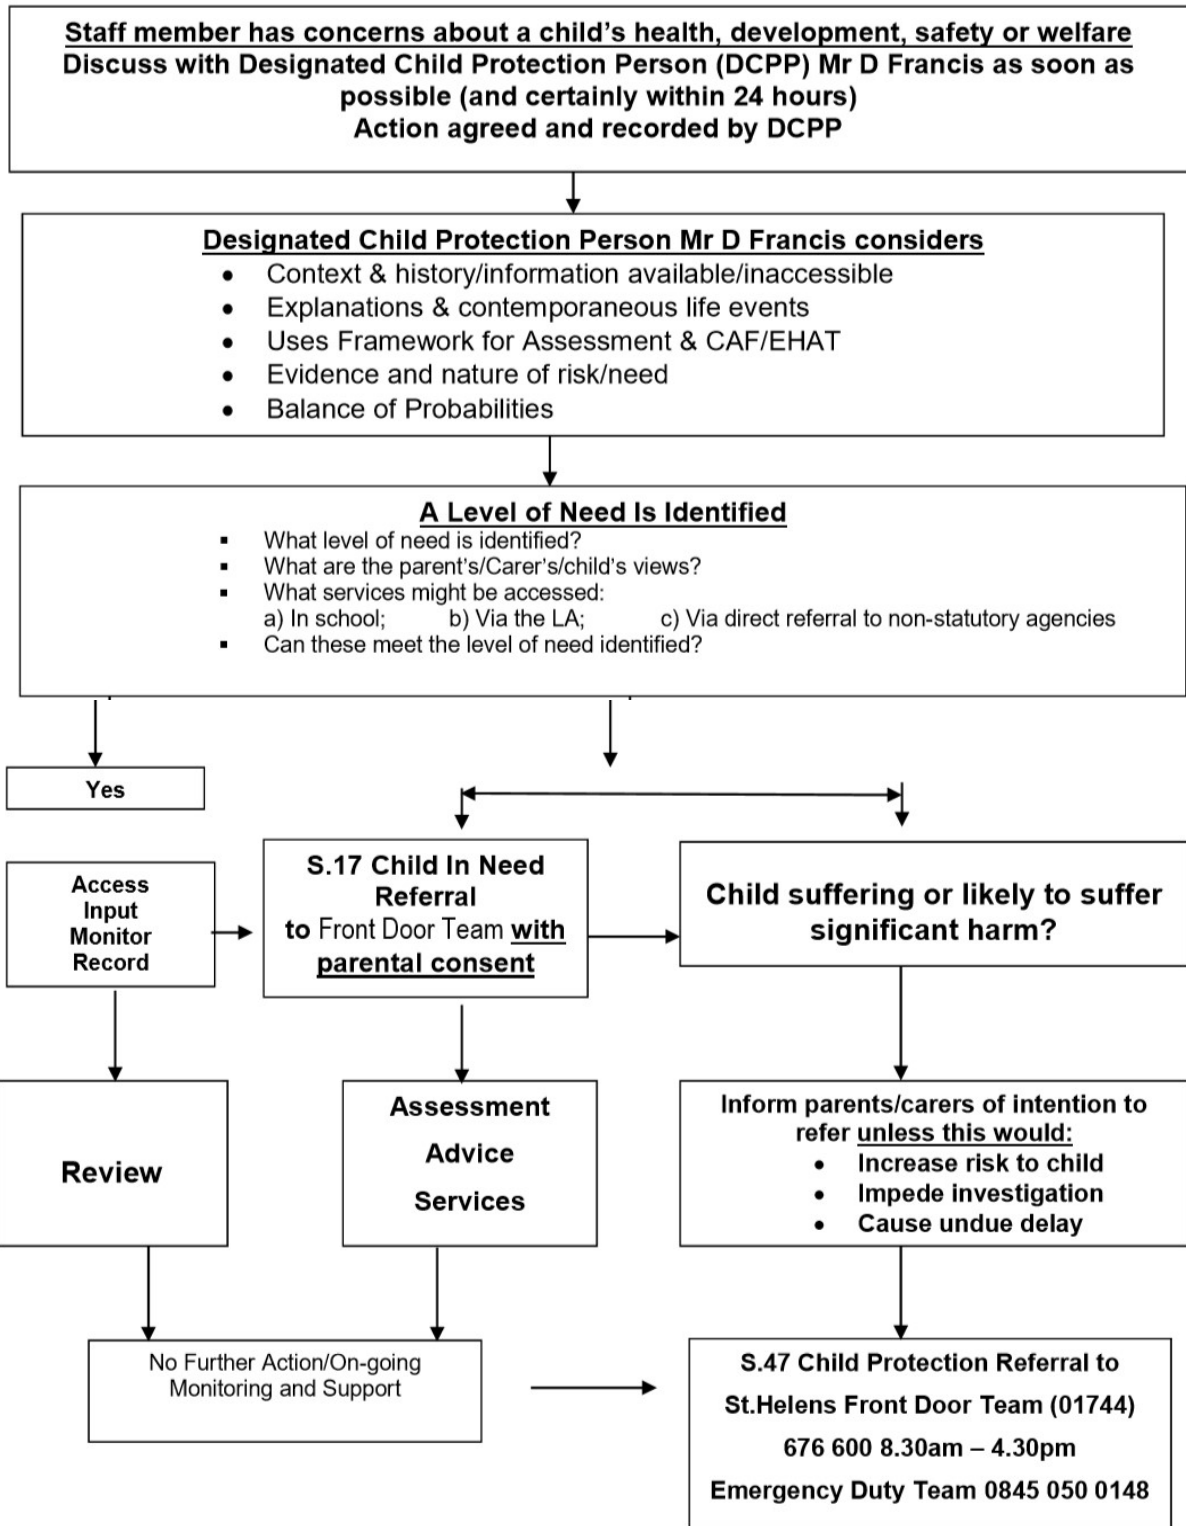 Staff member has concerns about a child's health, development, safety or welfare
Discuss with Designated Child Protection Person (DCPP) Mr D Francis as soon as
possible (and certainly within 24 hours)
Action agreed and recorded by DCPP
Designated Child Protection Person Mr D Francis considers
• Context & history/information available/inaccessible
• Explanations & contemporaneous life events
• Uses Framework for Assessment & CAF/EHAT
• Evidence and nature of risk/need
• Balance of Probabilities
A Level of Need Is Identified
▪ What level of need is identified?
▪ What are the parent's/Carer's/child's views?
▪ What services might be accessed:
a) In school; b) Via the LA; c) Via direct referral to non-statutory agencies
▪ Can these meet the level of need identified?
Yes
Access
Input
Monitor
Record
S.17 Child In Need
Referral
to Front Door Team with
parental consent
Child suffering or likely to suffer
significant harm?
Review
Assessment
Advice
Services
Inform parents/carers of intention to
refer unless this would:
• Increase risk to child
• Impede investigation
• Cause undue delay
No Further Action/On-going
Monitoring and Support
S.47 Child Protection Referral to
St.Helens Front Door Team (01744)
676 600 8.30am – 4.30pm
Emergency Duty Team 0845 050 0148